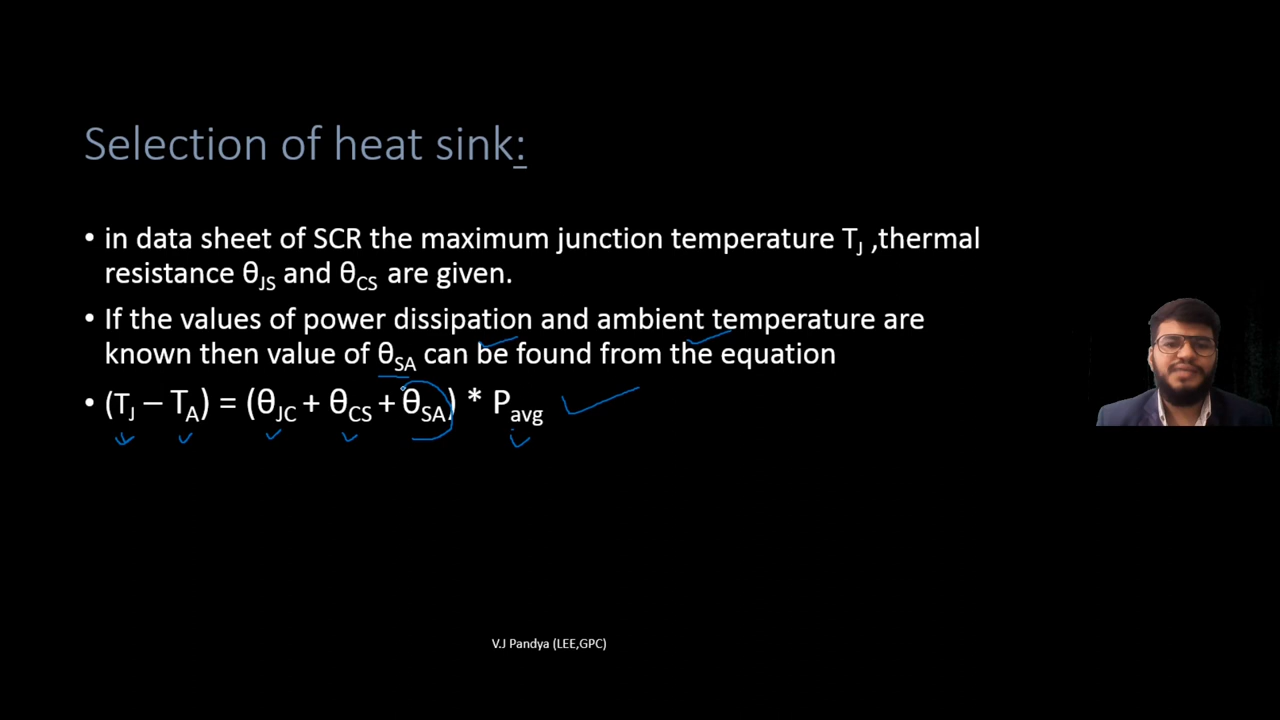 Selection of heat sink:
• in data sheet of SCR the maximum junction temperature TJ ,thermal
resistance θJS and θCS are given.
• If the values of power dissipation and ambient temperature are
known then value of θSA can be found from the equation
• (TJ – TA) = (θJC + θCS + θSA) * Pavg
V.J Pandya (LEE,GPC)